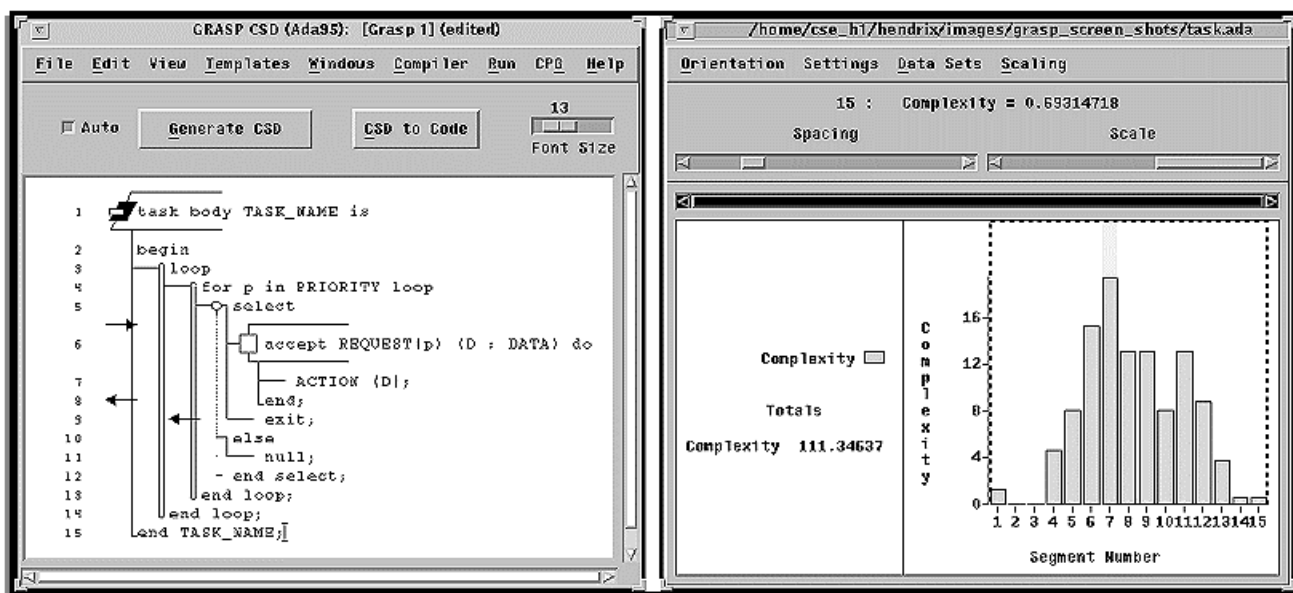 GRASP CSD (Ada95): [Grasp 1] (edited)
File Edit View Templates Windows Compiler Run CPG Help
Auto Generate CSD CSD to Code 13
Font Size
1 task body TASK_NAME is
2 begin
3 loop
4 for p in PRIORITY loop
5 select
6 accept REQUEST(p) (D : DATA) do
7 ACTION (D);
8 end;
9 exit;
10 else
11 null;
12 end select;
13 end loop;
14 end loop;
15 end TASK_NAME;
/home/cse_h1/hendrix/images/grasp_screen_shots/task.ada
Orientation Settings Data Sets Scaling
15 : Complexity = 0.69314718
Spacing Scale
Complexity
Totals
Complexity 111.34637
Complexity
16
12
8
4
0
1 2 3 4 5 6 7 8 9 10 11 12 13 14 15
Segment Number